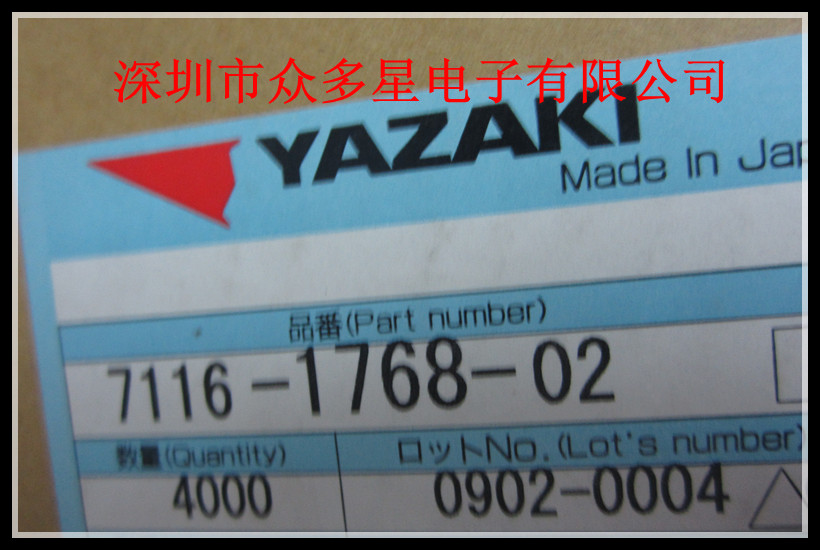 深圳市众多星电子有限公司
YAZAKI
Made In Jap
品番(Part number)
7116-1768-02
数量(Quantity) ロットNo.(Lot's number)
4000 0902-0004